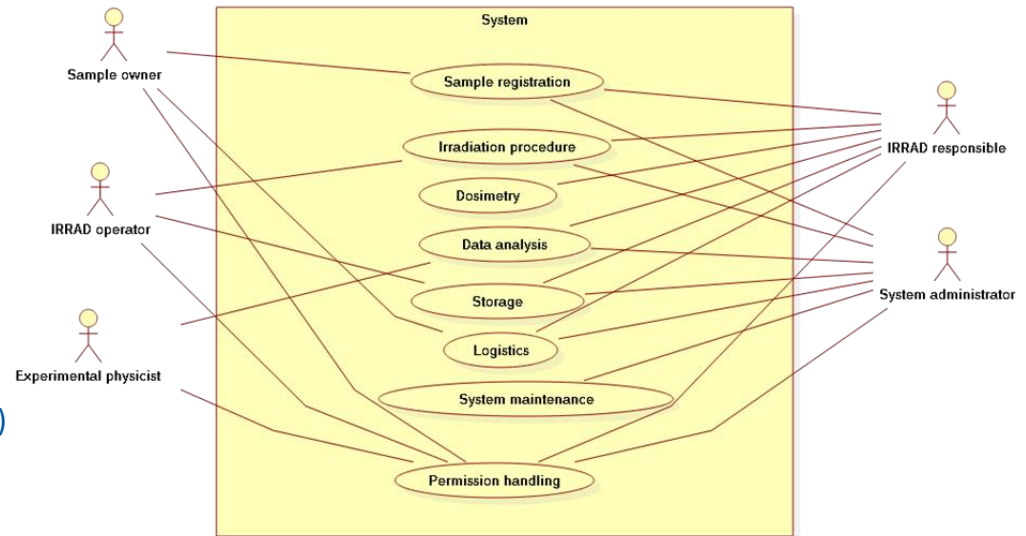 System
Sample owner
Sample registration
IRRAD responsible
Irradiation procedure
Dosimetry
IRRAD operator
Data analysis
System administrator
Storage
Logistics
Experimental physicist
System maintenance
)
Permission handling